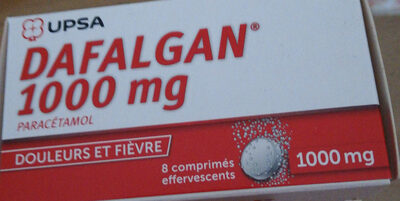 UPSA
DAFALGAN®
1000 mg
PARACÉTAMOL
DOULEURS ET FIÈVRE
8 comprimés
effervescents
1000 mg